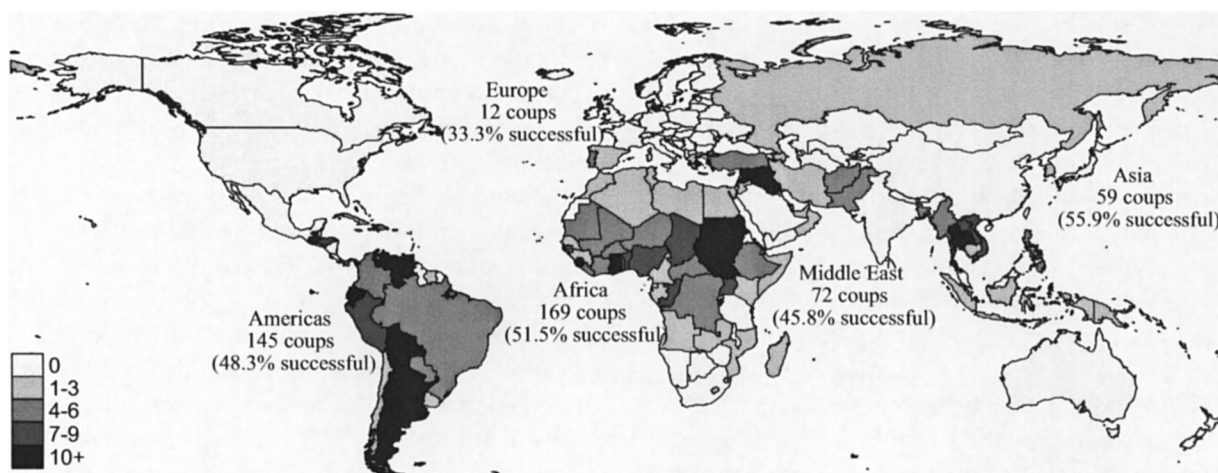 Europe
12 coups
(33.3% successful)
Asia
59 coups
(55.9% successful)
Middle East
72 coups
(45.8% successful)
Africa
169 coups
(51.5% successful)
Americas
145 coups
(48.3% successful)
0
1-3
4-6
7-9
10+